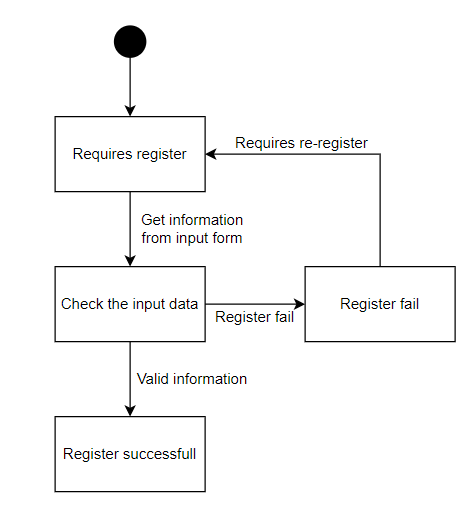 Requires register
Requires re-register
Get information
from input form
Check the input data
Register fail
Register fail
Valid information
Register successfull